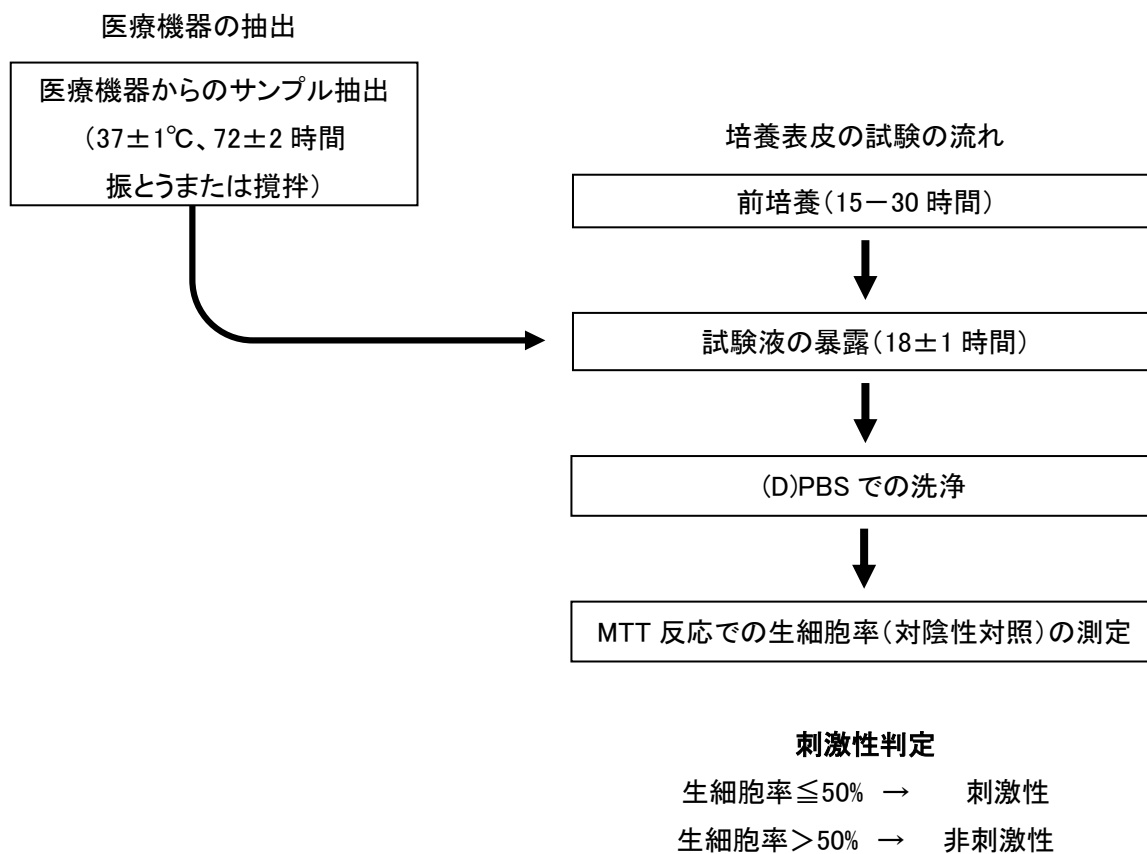 医療機器の抽出
医療機器からのサンプル抽出
（37±1℃、72±2 時間
振とうまたは撹拌）
培養表皮の試験の流れ
前培養（15－30 時間）
試験液の暴露（18±1 時間）
(D)PBS での洗浄
MTT 反応での生細胞率（対陰性対照）の測定
刺激性判定
生細胞率≦50% → 刺激性
生細胞率＞50% → 非刺激性